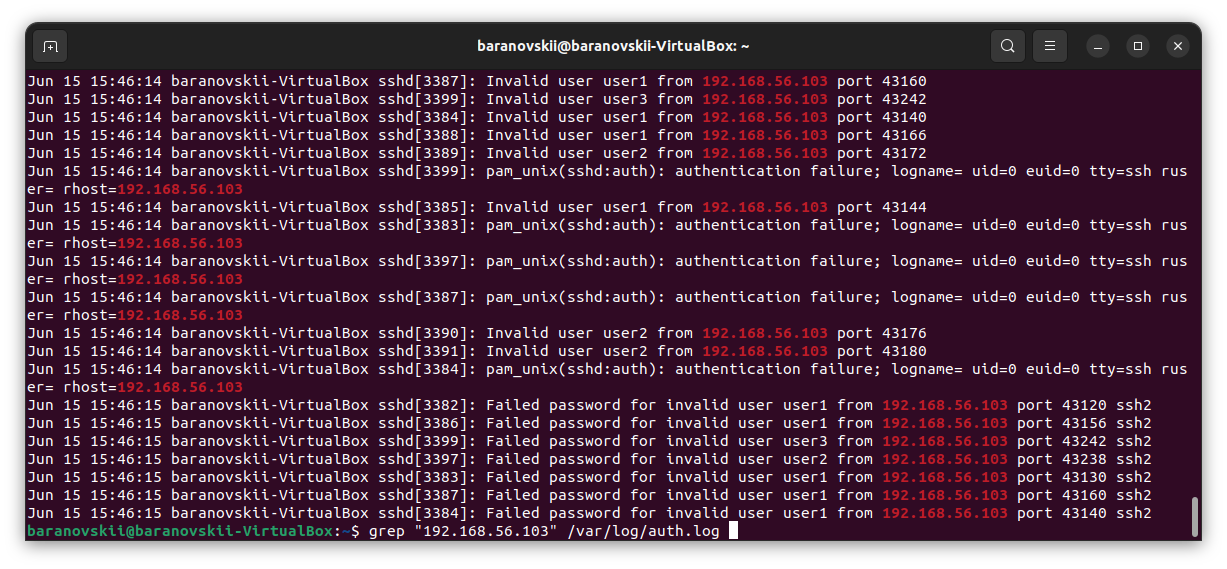 baranovskii@baranovskii-VirtualBox: ~
Jun 15 15:46:14 baranovskii-VirtualBox sshd[3387]: Invalid user user1 from 192.168.56.103 port 43160
Jun 15 15:46:14 baranovskii-VirtualBox sshd[3399]: Invalid user user3 from 192.168.56.103 port 43242
Jun 15 15:46:14 baranovskii-VirtualBox sshd[3384]: Invalid user user1 from 192.168.56.103 port 43140
Jun 15 15:46:14 baranovskii-VirtualBox sshd[3388]: Invalid user user1 from 192.168.56.103 port 43166
Jun 15 15:46:14 baranovskii-VirtualBox sshd[3389]: Invalid user user2 from 192.168.56.103 port 43172
Jun 15 15:46:14 baranovskii-VirtualBox sshd[3399]: pam_unix(sshd:auth): authentication failure; logname= uid=0 euid=0 tty=ssh rus
er= rhost=192.168.56.103
Jun 15 15:46:14 baranovskii-VirtualBox sshd[3385]: Invalid user user1 from 192.168.56.103 port 43144
Jun 15 15:46:14 baranovskii-VirtualBox sshd[3383]: pam_unix(sshd:auth): authentication failure; logname= uid=0 euid=0 tty=ssh rus
er= rhost=192.168.56.103
Jun 15 15:46:14 baranovskii-VirtualBox sshd[3397]: pam_unix(sshd:auth): authentication failure; logname= uid=0 euid=0 tty=ssh rus
er= rhost=192.168.56.103
Jun 15 15:46:14 baranovskii-VirtualBox sshd[3387]: pam_unix(sshd:auth): authentication failure; logname= uid=0 euid=0 tty=ssh rus
er= rhost=192.168.56.103
Jun 15 15:46:14 baranovskii-VirtualBox sshd[3390]: Invalid user user2 from 192.168.56.103 port 43176
Jun 15 15:46:14 baranovskii-VirtualBox sshd[3391]: Invalid user user2 from 192.168.56.103 port 43180
Jun 15 15:46:14 baranovskii-VirtualBox sshd[3384]: pam_unix(sshd:auth): authentication failure; logname= uid=0 euid=0 tty=ssh rus
er= rhost=192.168.56.103
Jun 15 15:46:15 baranovskii-VirtualBox sshd[3382]: Failed password for invalid user user1 from 192.168.56.103 port 43120 ssh2
Jun 15 15:46:15 baranovskii-VirtualBox sshd[3386]: Failed password for invalid user user1 from 192.168.56.103 port 43156 ssh2
Jun 15 15:46:15 baranovskii-VirtualBox sshd[3399]: Failed password for invalid user user3 from 192.168.56.103 port 43242 ssh2
Jun 15 15:46:15 baranovskii-VirtualBox sshd[3397]: Failed password for invalid user user2 from 192.168.56.103 port 43238 ssh2
Jun 15 15:46:15 baranovskii-VirtualBox sshd[3383]: Failed password for invalid user user1 from 192.168.56.103 port 43130 ssh2
Jun 15 15:46:15 baranovskii-VirtualBox sshd[3387]: Failed password for invalid user user1 from 192.168.56.103 port 43160 ssh2
Jun 15 15:46:15 baranovskii-VirtualBox sshd[3384]: Failed password for invalid user user1 from 192.168.56.103 port 43140 ssh2
baranovskii@baranovskii-VirtualBox:~$ grep "192.168.56.103" /var/log/auth.log